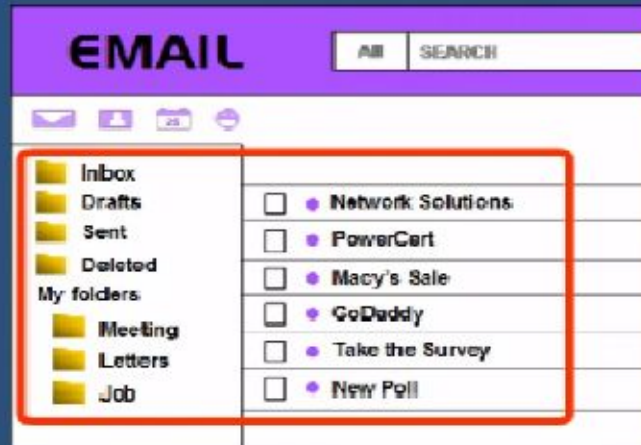 EMAIL
All SEARCH
25
Inbox
Drafts
Sent
Deleted
My folders
Meeting
Letters
Job
Network Solutions
PowerCert
Macy's Sale
GoDaddy
Take the Survey
New Poll